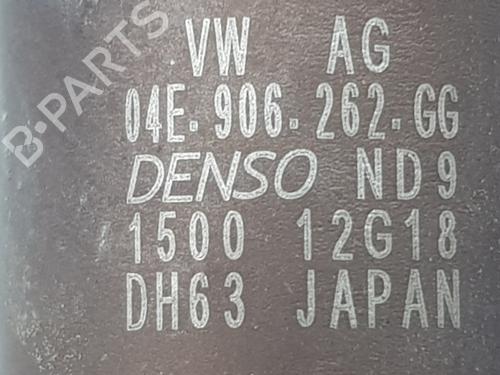 B-PARTS
VW AG
04E-906-262-GG
DENSO ND9
1500 12G18
DH63 JAPAN